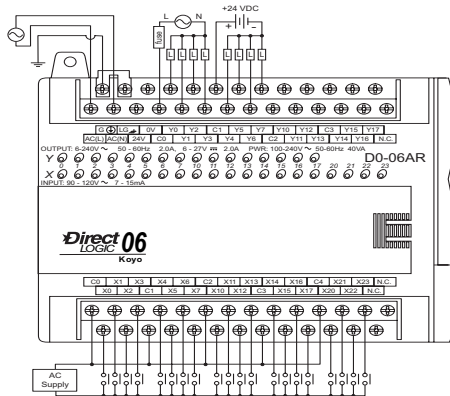 +24 VDC
L N
+ -
fuse
L L L L L L L L
G LG 0V Y0 Y2 C1 Y5 Y7 Y10 Y12 C3 Y15 Y17
AC(L) AC(N) 24V C0 Y1 Y3 Y4 Y6 C2 Y11 Y13 Y14 Y16 N.C.
OUTPUT: 6-240V ~ 50 - 60Hz 2.0A, 6 - 27V 2.0A PWR: 100-240V ~ 50-60Hz 40VA
Y D0-06AR
0 1 2 3 4 5 6 7 10 11 12 13 14 15 16 17 20 21 22 23
X
INPUT: 90 - 120V ~ 7 - 15mA
Direct 06
LOGIC
Koyo
C0 X1 X3 X4 X6 C2 X11 X13 X14 X16 C4 X21 X23 N.C.
X0 X2 C1 X5 X7 X10 X12 C3 X15 X17 X20 X22 N.C.
AC
Supply